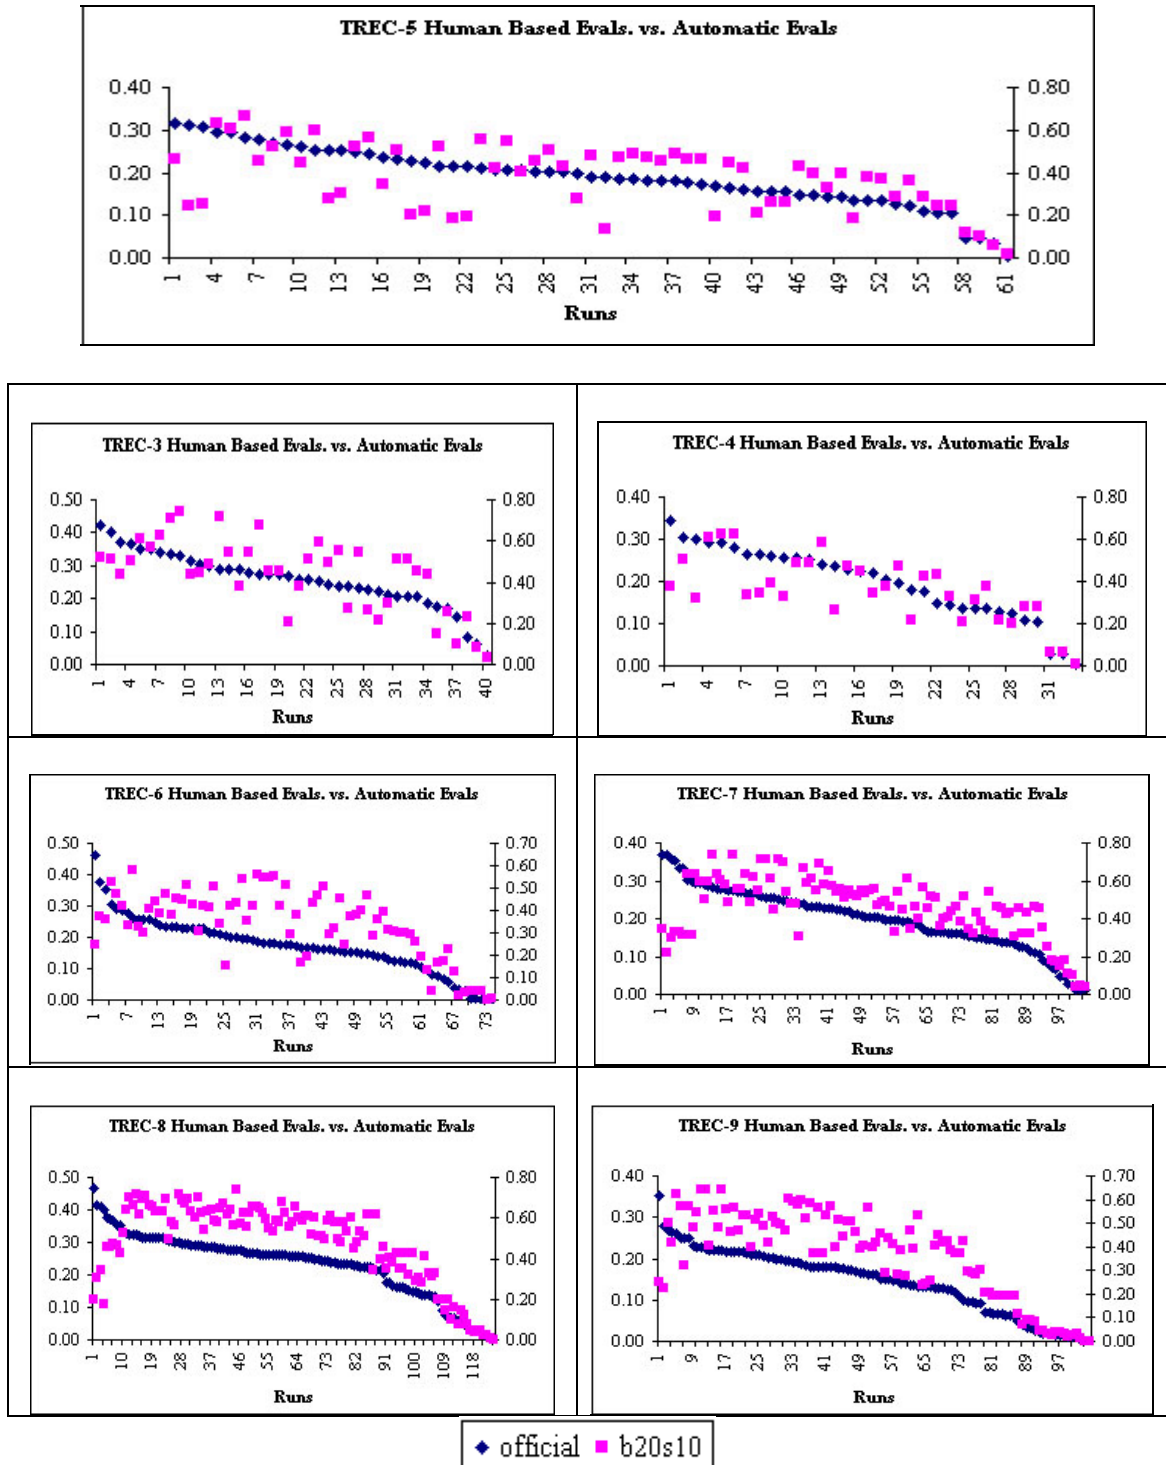 TREC-5 Human Based Evals. vs. Automatic Evals
0.40 0.80
0.30 0.60
0.20 0.40
0.10 0.20
0.00 0.00
1 4 7 10 13 16 19 22 25 28 31 34 37 40 43 46 49 52 55 58 61
Runs
TREC-3 Human Based Evals. vs. Automatic Evals
0.50 0.80
0.40 0.60
0.30 0.40
0.20 0.20
0.10 0.00
0.00
1 4 7 10 13 16 19 22 25 28 31 34 37 40
Runs
TREC-4 Human Based Evals. vs. Automatic Evals
0.40 0.80
0.30 0.60
0.20 0.40
0.10 0.20
0.00 0.00
1 4 7 10 13 16 19 22 25 28 31
Runs
TREC-6 Human Based Evals. vs. Automatic Evals
0.50 0.70
0.40 0.60
0.30 0.50
0.20 0.40
0.10 0.30
0.00 0.20
0.10
0.00
1 7 13 19 25 31 37 43 49 55 61 67 73
Runs
TREC-7 Human Based Evals. vs. Automatic Evals
0.40 0.80
0.30 0.60
0.20 0.40
0.10 0.20
0.00 0.00
1 9 17 25 33 41 49 57 65 73 81 89 97
Runs
TREC-8 Human Based Evals. vs. Automatic Evals
0.50 0.80
0.40 0.60
0.30 0.40
0.20 0.20
0.10 0.00
0.00
1 10 19 28 37 46 55 64 73 82 91 100 109 118
Runs
TREC-9 Human Based Evals. vs. Automatic Evals
0.40 0.70
0.30 0.60
0.20 0.50
0.10 0.40
0.00 0.30
0.20
0.10
0.00
1 9 17 25 33 41 49 57 65 73 81 89 97
Runs
official b20s10